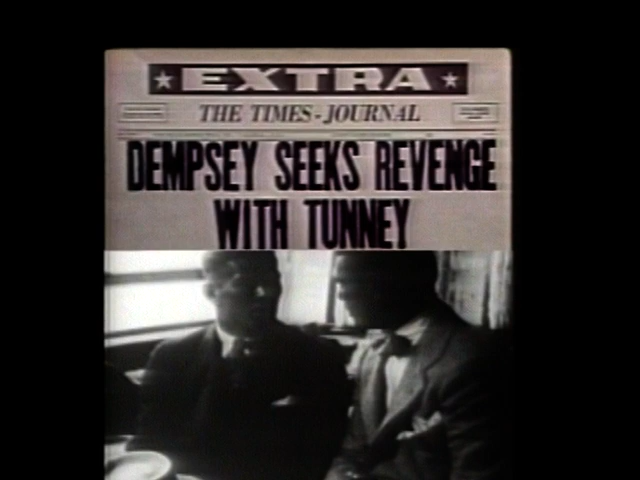 EXTRA
THE TIMES-JOURNAL
DEMPSEY SEEKS REVENGE
WITH TUNNEY